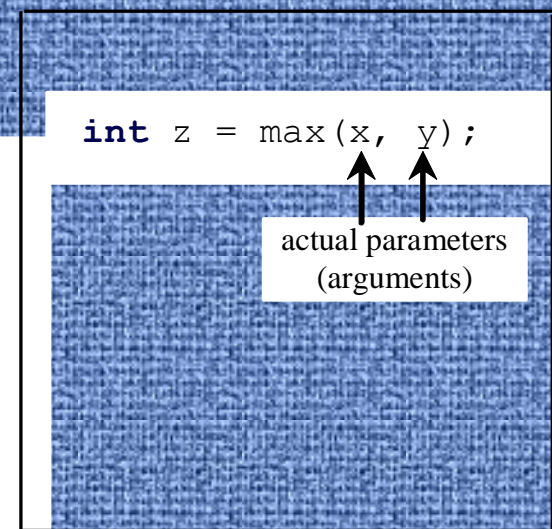 int z = max(x, y);
actual parameters
(arguments)